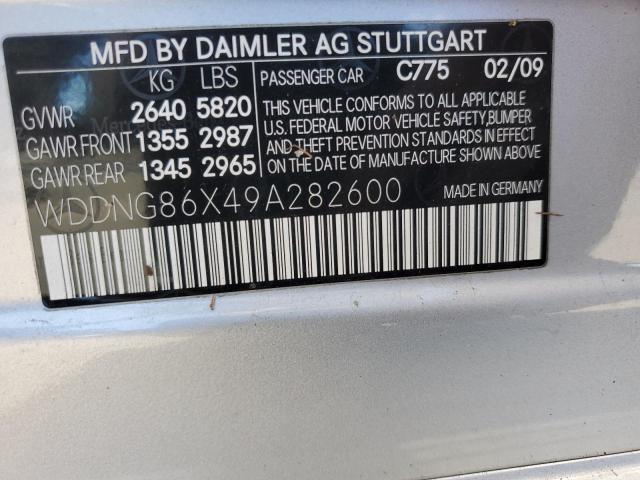 MFD BY DAIMLER AG STUTTGART
KG LBS
PASSENGER CAR C775 02/09
GVWR 2640 5820
GAWR FRONT 1355 2987
GAWR REAR 1345 2965
THIS VEHICLE CONFORMS TO ALL APPLICABLE
U.S. FEDERAL MOTOR VEHICLE SAFETY,BUMPER
AND THEFT PREVENTION STANDARDS IN EFFECT
ON THE DATE OF MANUFACTURE SHOWN ABOVE.
WDDNG86X49A282600
MADE IN GERMANY